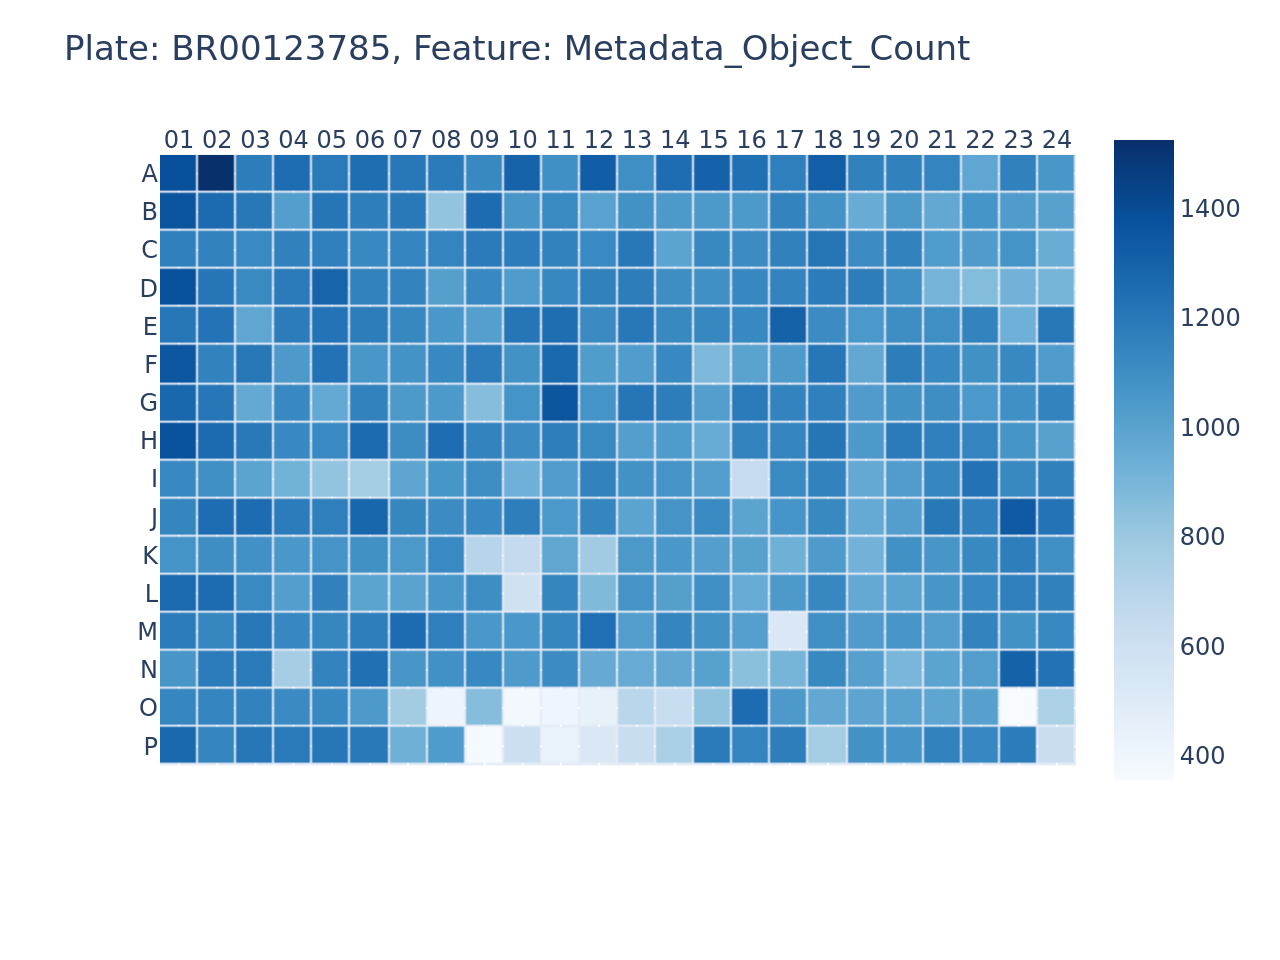 Plate: BR00123785, Feature: Metadata_Object_Count
01 02 03 04 05 06 07 08 09 10 11 12 13 14 15 16 17 18 19 20 21 22 23 24
A
B
C
D
E
F
G
H
I
J
K
L
M
N
O
P
1400
1200
1000
800
600
400